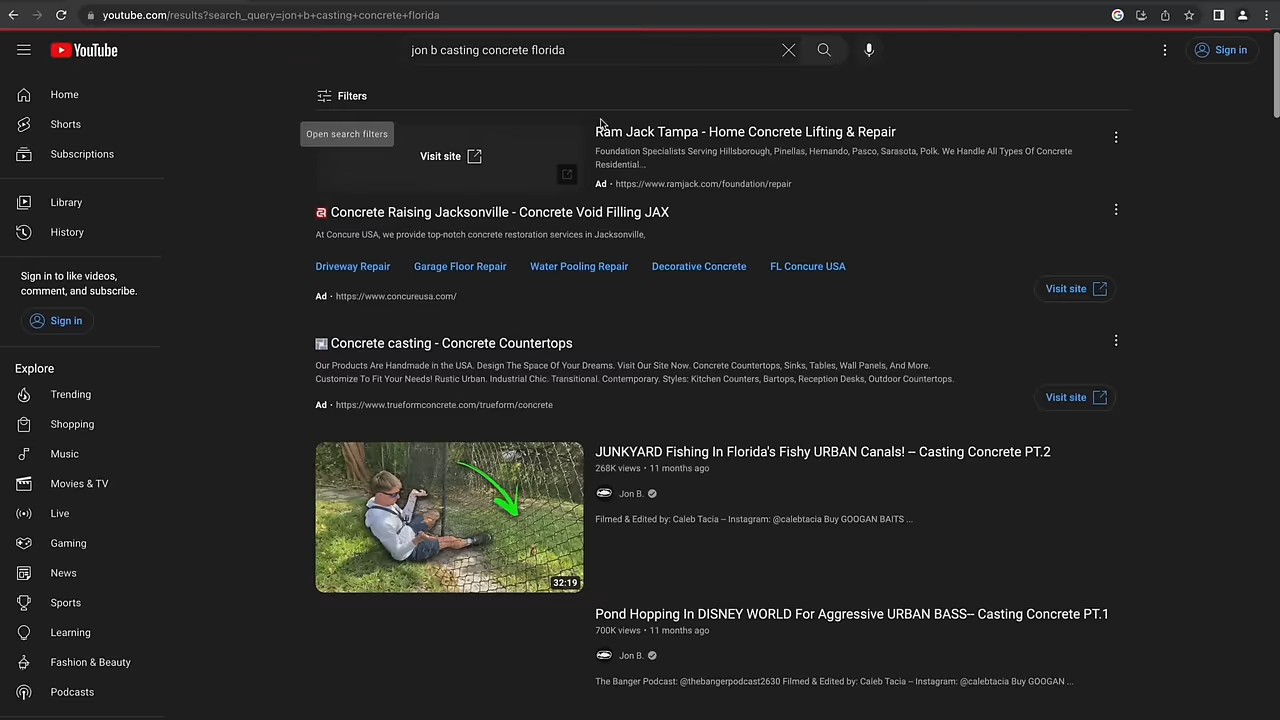 youtube.com/results?search_query=jon+b+casting+concrete+florida
YouTube
jon b casting concrete florida
Sign in
Home
Shorts
Subscriptions
Library
History
Sign in to like videos,
comment, and subscribe.
Sign in
Explore
Trending
Shopping
Music
Movies & TV
Live
Gaming
News
Sports
Learning
Fashion & Beauty
Podcasts
Filters
Open search filters
Visit site
Ram Jack Tampa - Home Concrete Lifting & Repair
Foundation Specialists Serving Hillsborough, Pinellas, Hernando, Pasco, Sarasota, Polk. We Handle All Types Of Concrete
Residential...
Ad · https://www.ramjack.com/foundation/repair
Concrete Raising Jacksonville - Concrete Void Filling JAX
At Concure USA, we provide top-notch concrete restoration services in Jacksonville,
Driveway Repair Garage Floor Repair Water Pooling Repair Decorative Concrete FL Concure USA
Ad · https://www.concureusa.com/
Visit site
Concrete casting - Concrete Countertops
Our Products Are Handmade in the USA. Design The Space Of Your Dreams. Visit Our Site Now. Concrete Countertops, Sinks, Tables, Wall Panels, And More.
Customize To Fit Your Needs! Rustic Urban. Industrial Chic. Transitional. Contemporary. Styles: Kitchen Counters, Bartops, Reception Desks, Outdoor Countertops.
Ad · https://www.trueformconcrete.com/trueform/concrete
Visit site
32:19
JUNKYARD Fishing In Florida's Fishy URBAN Canals! -- Casting Concrete PT.2
268K views • 11 months ago
Jon B.
Filmed & Edited by: Caleb Tacia -- Instagram: @calebtacia Buy GOOGAN BAITS ...
Pond Hopping In DISNEY WORLD For Aggressive URBAN BASS-- Casting Concrete PT.1
700K views • 11 months ago
Jon B.
The Banger Podcast: @thebangerpodcast2630 Filmed & Edited by: Caleb Tacia -- Instagram: @calebtacia Buy GOOGAN ...